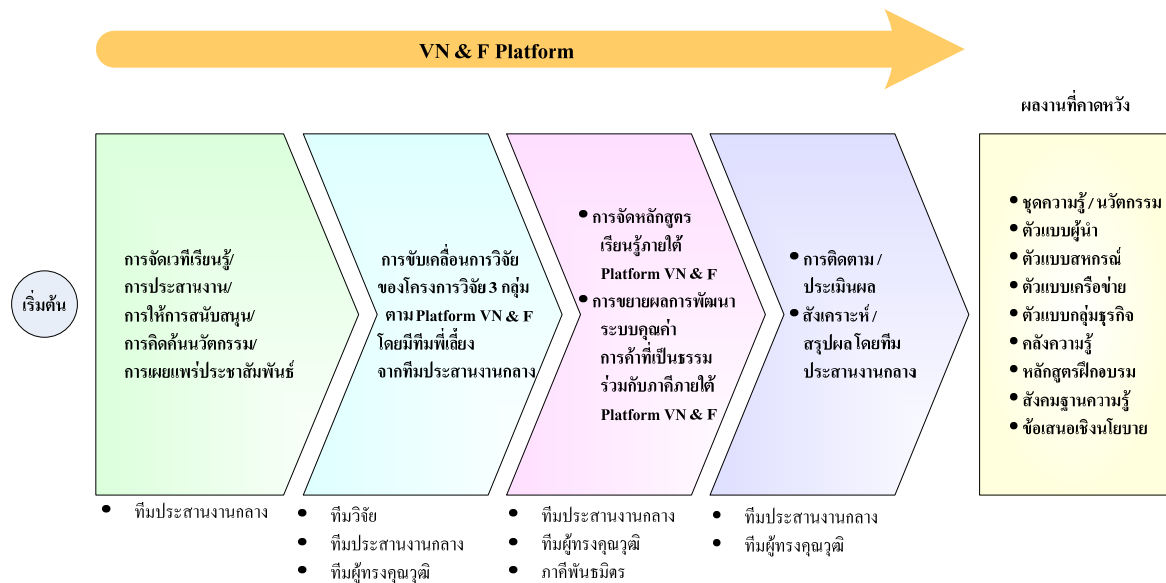 VN & F Platform
ผลงานที่คาดหวัง
เริ่มต้น
การจัดเวทีเรียนรู้/
การประสานงาน/
การให้การสนับสนุน/
การคิดค้นนวัตกรรม/
การเผยแพร่ประชาสัมพันธ์
การขับเคลื่อนการวิจัย
ของโครงการวิจัย 3 กลุ่ม
ตาม Platform VN & F
โดยมีทีมพี่เลี้ยง
จากทีมประสานงานกลาง
• การจัดหลักสูตร
เรียนรู้ภายใต้
Platform VN & F
• การขยายผลการพัฒนา
ระบบคุณค่า
การค้าที่เป็นธรรม
ร่วมกับภาคีภายใต้
Platform VN & F
• การติดตาม /
ประเมินผล
• สังเคราะห์ /
สรุปผลโดยทีม
ประสานงานกลาง
• ชุดความรู้ / นวัตกรรม
• ตัวแบบผู้นำ
• ตัวแบบสหกรณ์
• ตัวแบบเครือข่าย
• ตัวแบบกลุ่มธุรกิจ
• คลังความรู้
• หลักสูตรฝึกอบรม
• สังคมฐานความรู้
• ข้อเสนอเชิงนโยบาย
• ทีมประสานงานกลาง
• ทีมวิจัย
• ทีมประสานงานกลาง
• ทีมผู้ทรงคุณวุฒิ
• ทีมประสานงานกลาง
• ทีมผู้ทรงคุณวุฒิ
• ภาคีพันธมิตร
• ทีมประสานงานกลาง
• ทีมผู้ทรงคุณวุฒิ